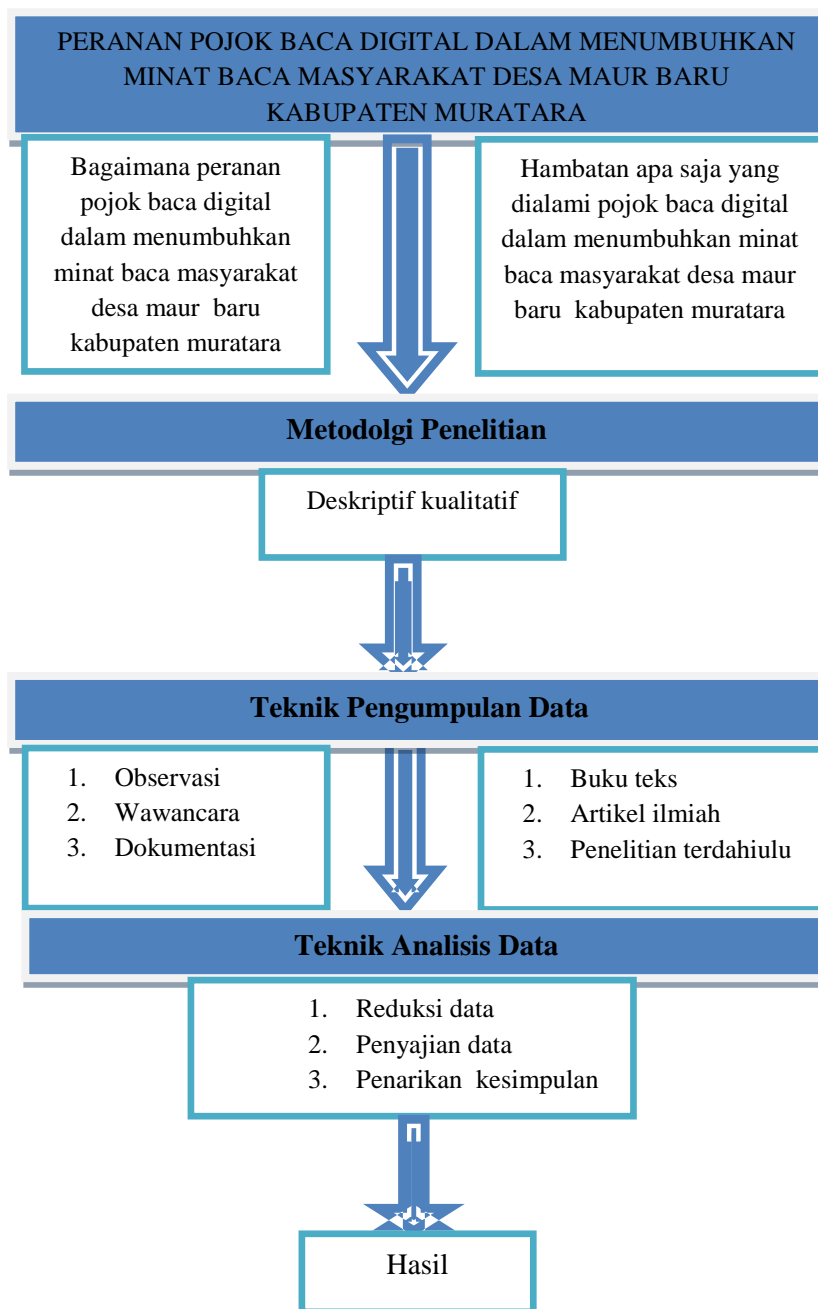 PERANAN POJOK BACA DIGITAL DALAM MENUMBUHKAN
MINAT BACA MASYARAKAT DESA MAUR BARU
KABUPATEN MURATARA
Bagaimana peranan
pojok baca digital
dalam menumbuhkan
minat baca masyarakat
desa maur baru
kabupaten muratara
Hambatan apa saja yang
dialami pojok baca digital
dalam menumbuhkan minat
baca masyarakat desa maur
baru kabupaten muratara
Metodolgi Penelitian
Deskriptif kualitatif
Teknik Pengumpulan Data
1. Observasi
2. Wawancara
3. Dokumentasi
1. Buku teks
2. Artikel ilmiah
3. Penelitian terdahiulu
Teknik Analisis Data
1. Reduksi data
2. Penyajian data
3. Penarikan kesimpulan
Hasil